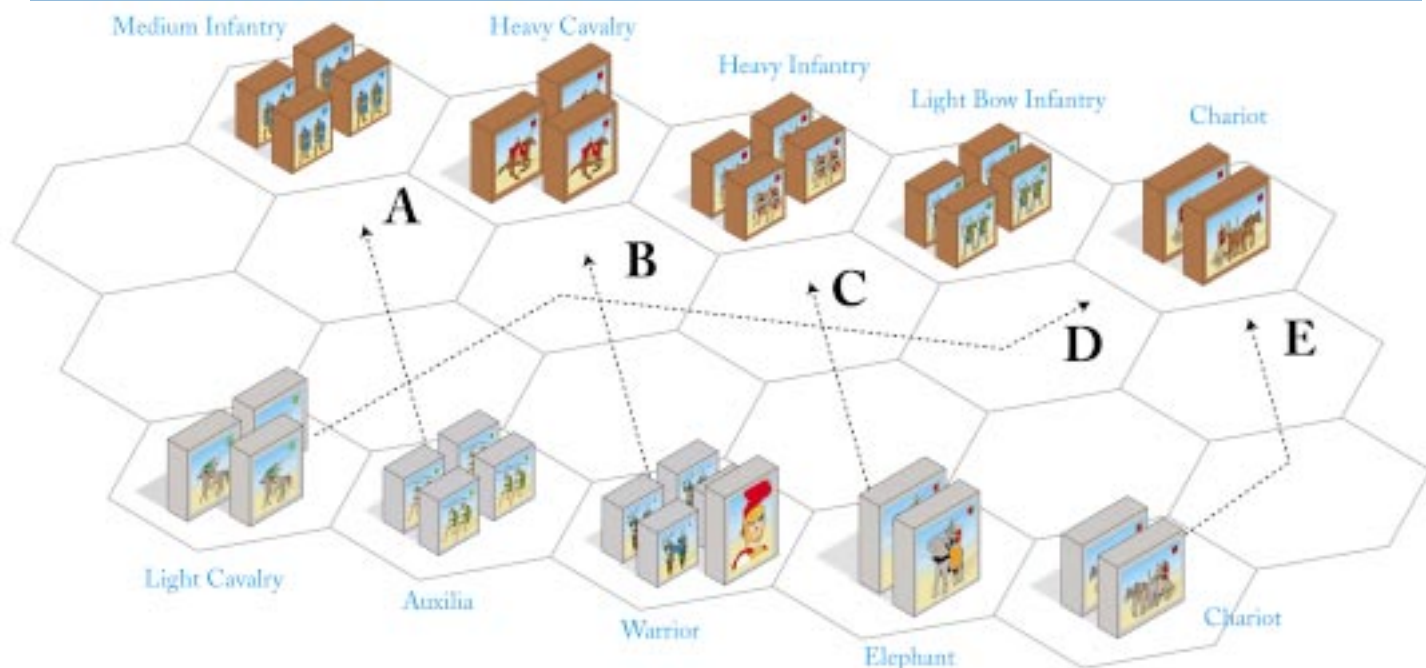 Medium Infantry
Heavy Cavalry
Heavy Infantry
Light Bow Infantry
Chariot
A
B
C
D
E
Light Cavalry
Auxilia
Warrior
Elephant
Chariot